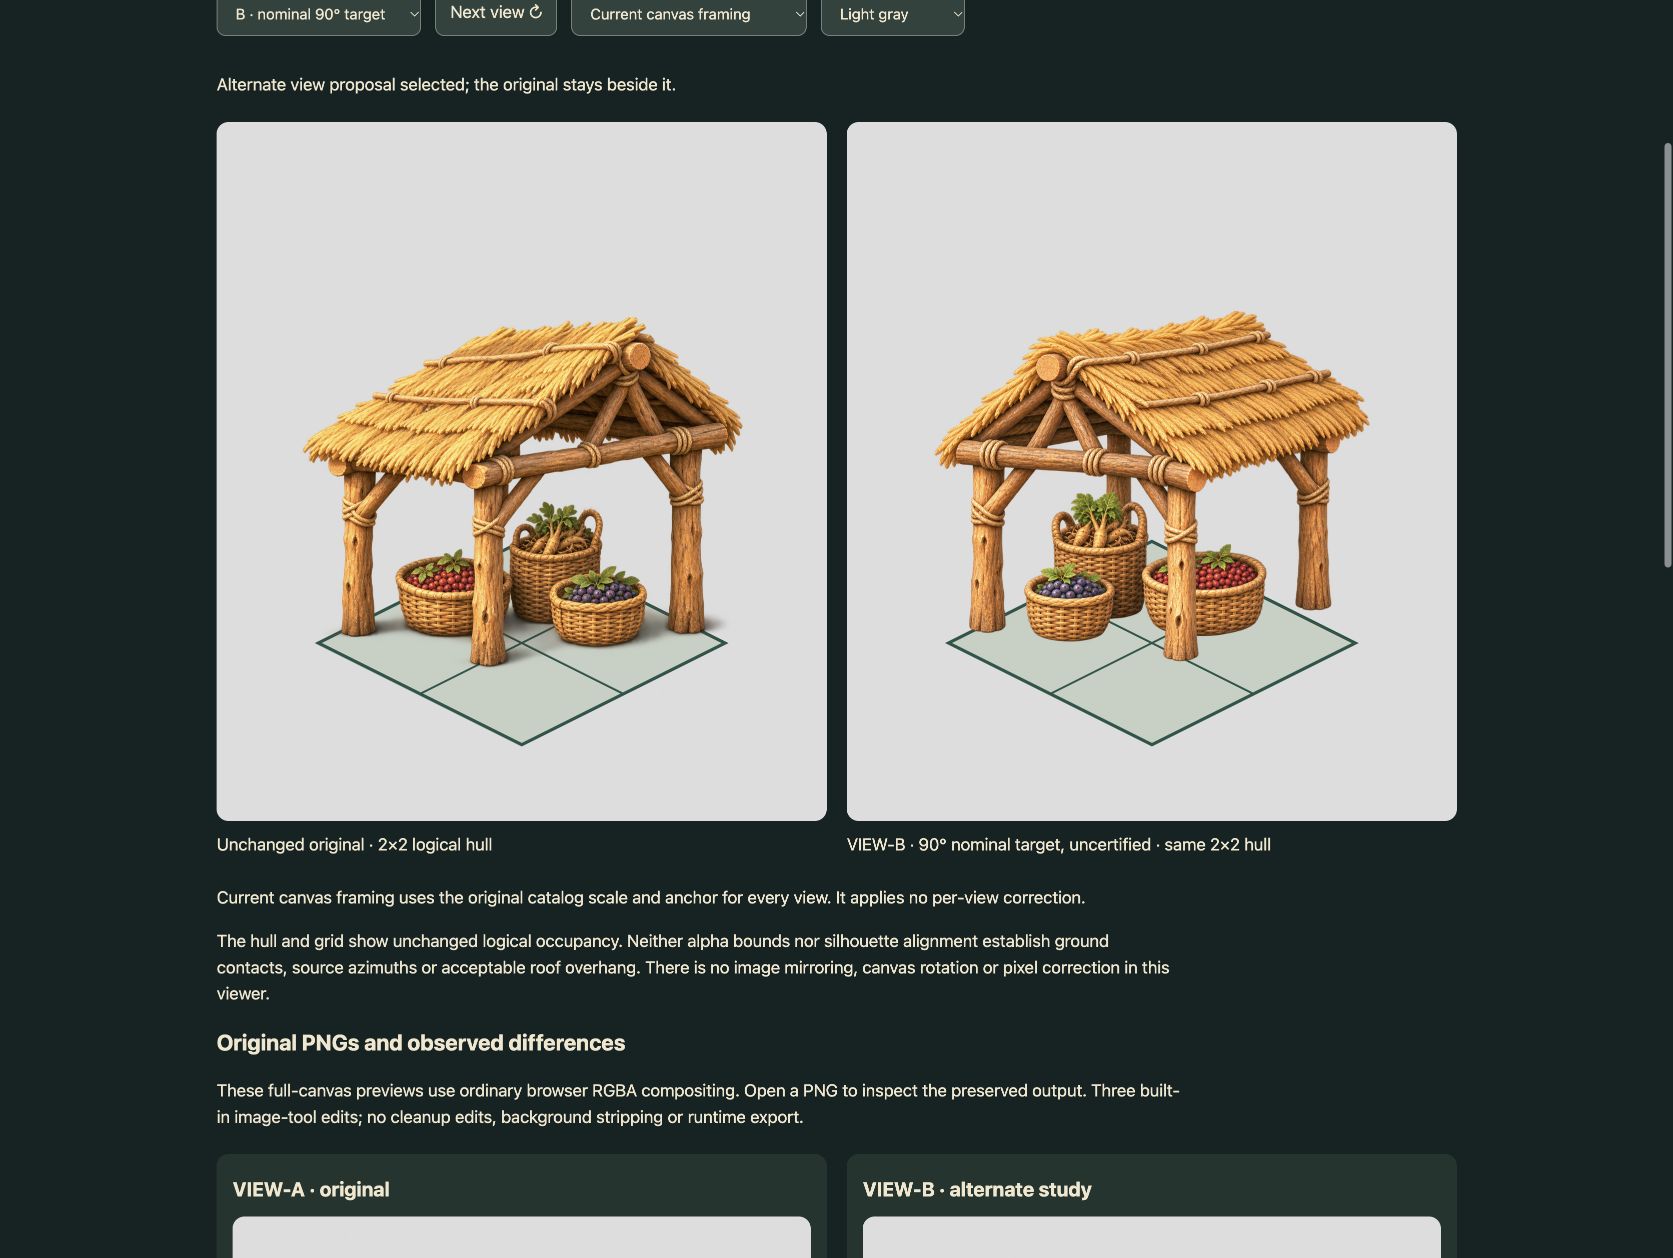 B · nominal 90° target
Next view ↻
Current canvas framing
Light gray
Alternate view proposal selected; the original stays beside it.
Unchanged original · 2×2 logical hull
VIEW-B · 90° nominal target, uncertified · same 2×2 hull
Current canvas framing uses the original catalog scale and anchor for every view. It applies no per-view correction.
The hull and grid show unchanged logical occupancy. Neither alpha bounds nor silhouette alignment establish ground
contacts, source azimuths or acceptable roof overhang. There is no image mirroring, canvas rotation or pixel correction in this
viewer.
Original PNGs and observed differences
These full-canvas previews use ordinary browser RGBA compositing. Open a PNG to inspect the preserved output. Three built-
in image-tool edits; no cleanup edits, background stripping or runtime export.
VIEW-A · original
VIEW-B · alternate study